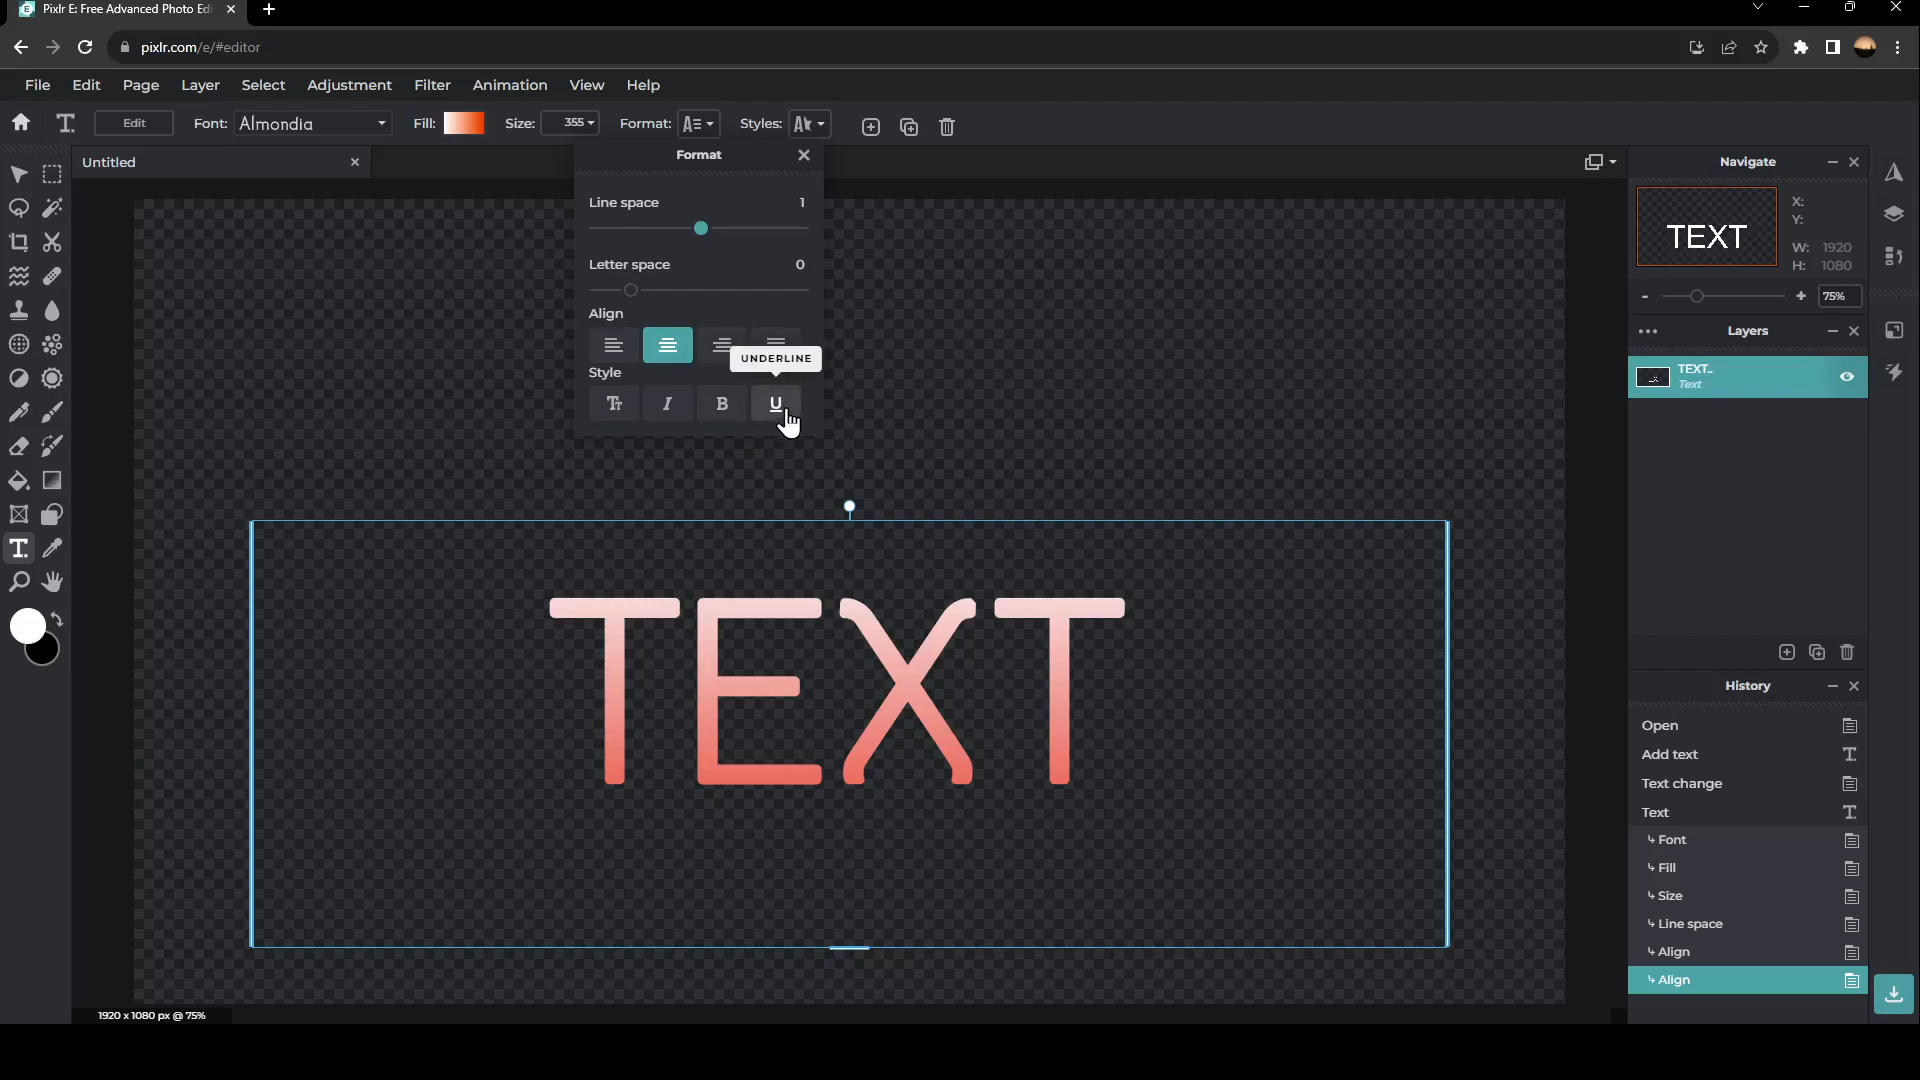 Pixlr E: Free Advanced Photo Edi
pixlr.com/e/#editor
File Edit Page Layer Select Adjustment Filter Animation View Help
Edit Font: Almondia Fill: Size: 355 Format: Styles:
Untitled
Format
Line space 1
Letter space 0
Align
UNDERLINE
Style
Tт I B U
TEXT
1920 x 1080 px @ 75%
Navigate
TEXT
X:
Y:
W: 1920
H: 1080
- + 75%
Layers
TEXT..
Text
History
Open
Add text
Text change
Text
Font
Fill
Size
Line space
Align
Align